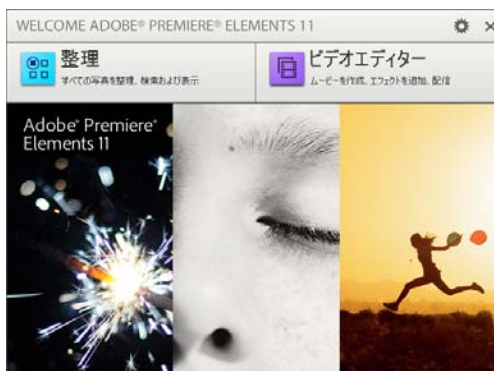 WELCOME ADOBE® PREMIERE® ELEMENTS 11
整理
すべての写真を整理、検索および表示
ビデオエディター
ムービーを作成、エフェクトを追加、配信
Adobe® Premiere®
Elements 11